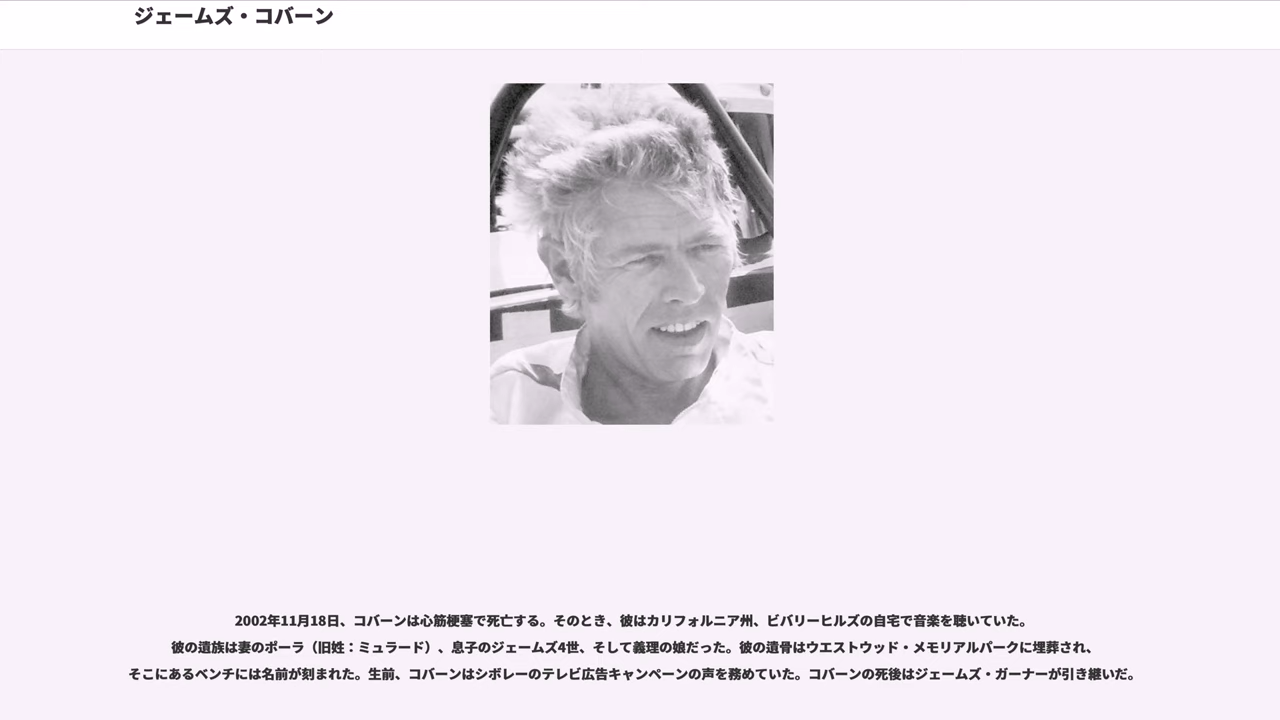 ジェームズ・コバーン
2002年11月18日、コバーンは心筋梗塞で死亡する。そのとき、彼はカリフォルニア州、ビバリーヒルズの自宅で音楽を聴いていた。
彼の遺族は妻のポーラ（旧姓：ミュラード）、息子のジェームズ4世、そして義理の娘だった。彼の遺骨はウエストウッド・メモリアルパークに埋葬され、
そこにあるベンチには名前が刻まれた。生前、コバーンはシボレーのテレビ広告キャンペーンの声を務めていた。コバーンの死後はジェームズ・ガーナーが引き継いだ。